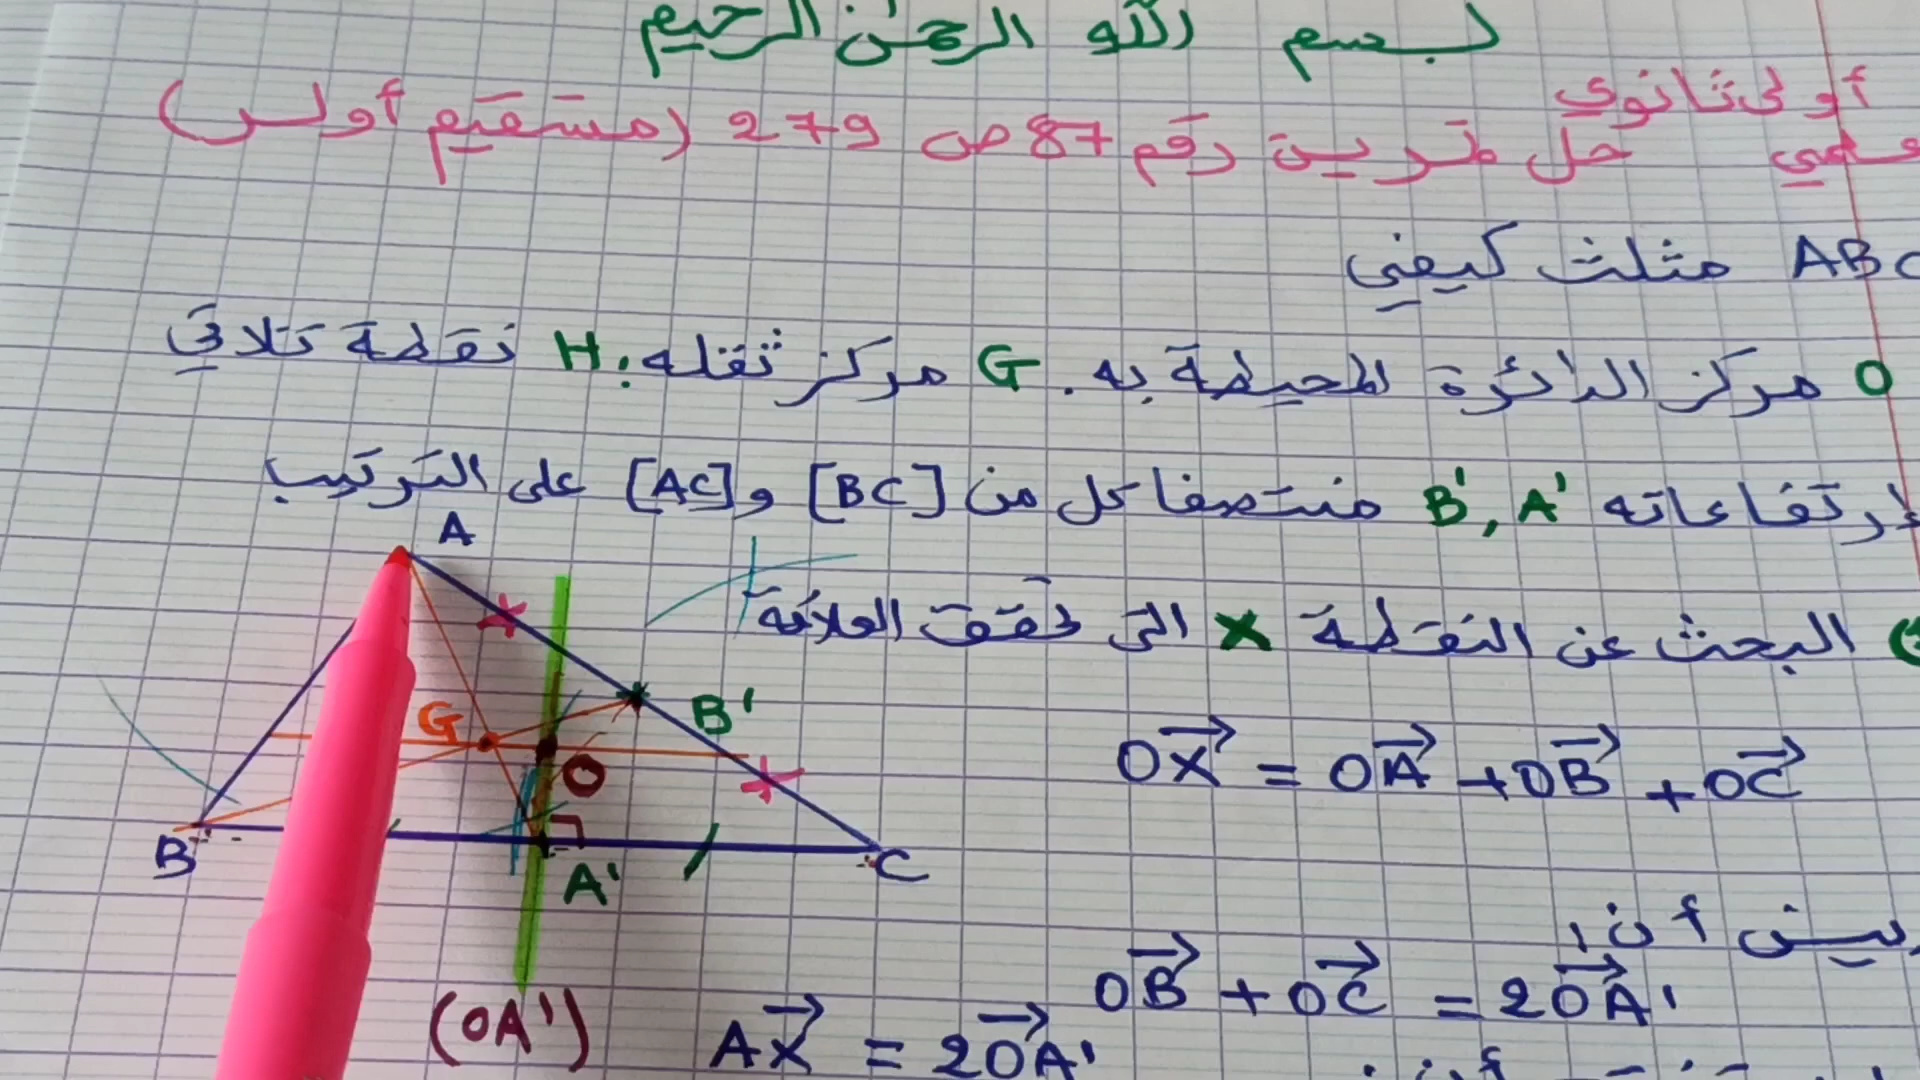 بسم الله الرحمن الرحيم
أولى ثانوي
علمي حل تمرين رقم 87 ص 279 (مستقيم أولر)
ABC مثلث كيفي
O مركز الدائرة المحيطة به. G مركز ثقله: H نقطة تلاقي
إرتفاعاته A', B' منتصفا كل من [BC] و [AC] على الترتيب
البحث عن النقطة X التي تحقق العلاقة
OX = OA + OB + OC
A
B'
G
O
B
A'
C
بين أن:
OB + OC = 2OA'
(OA')
AX = 2OA'